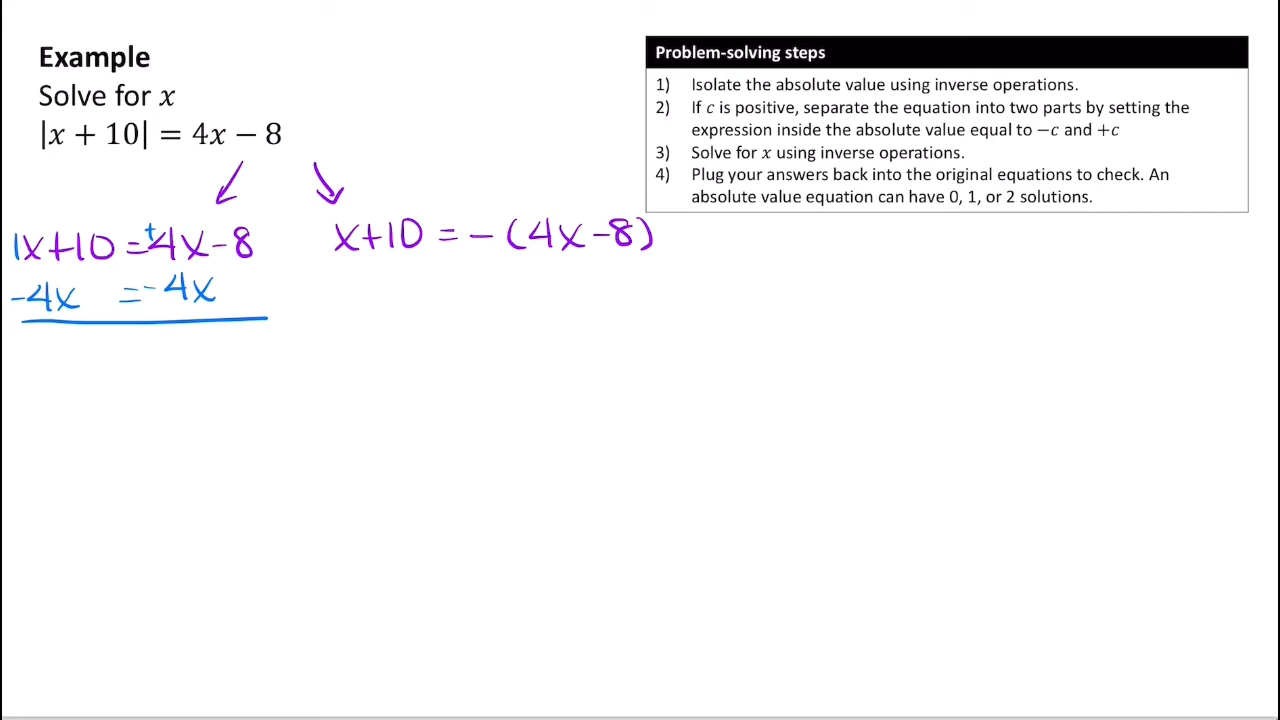 Example
Solve for 𝑥
|𝑥 + 10| = 4𝑥 − 8
1x+10 = +4x-8
-4x = -4x
x+10 = -(4x-8)
Problem-solving steps
1) Isolate the absolute value using inverse operations.
2) If 𝑐 is positive, separate the equation into two parts by setting the
expression inside the absolute value equal to −𝑐 and +𝑐
3) Solve for 𝑥 using inverse operations.
4) Plug your answers back into the original equations to check. An
absolute value equation can have 0, 1, or 2 solutions.